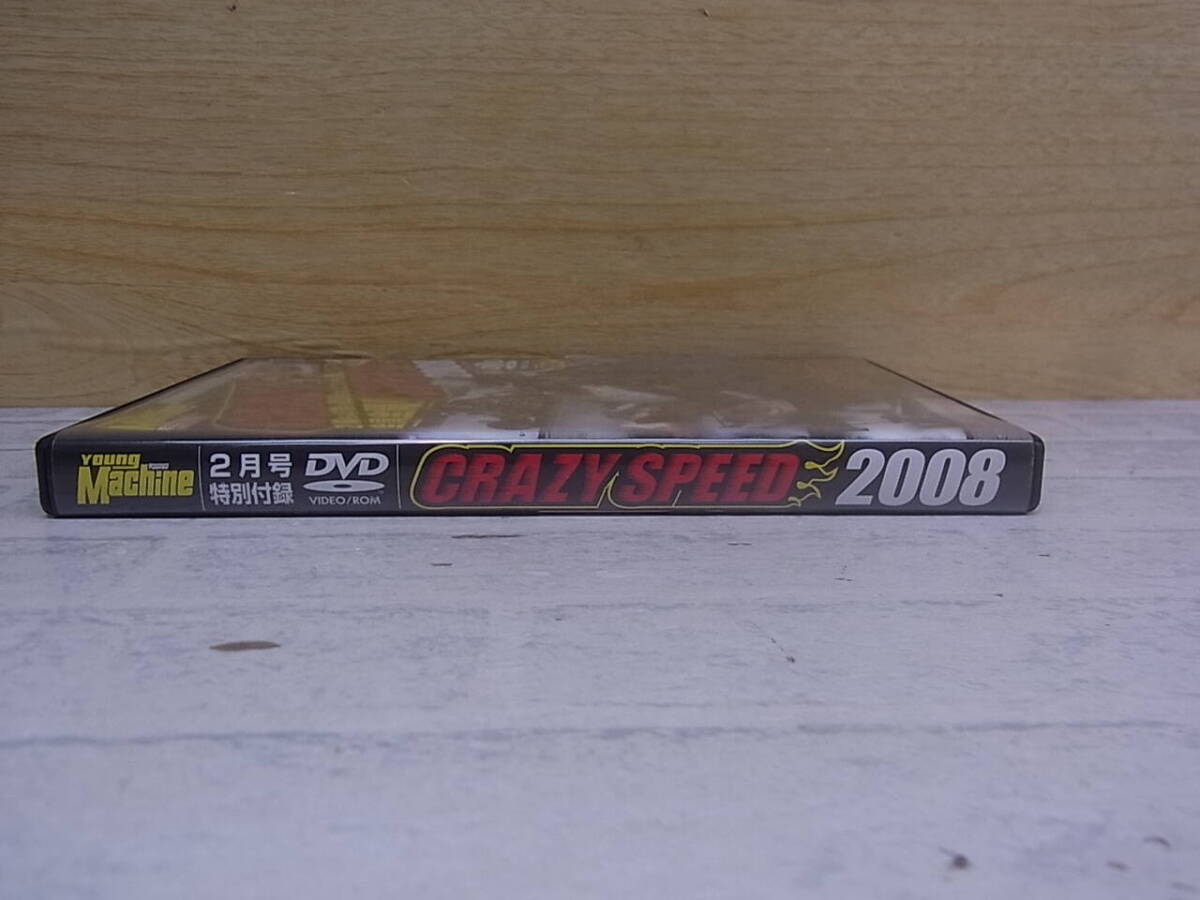 Young
Machine
2月号
特別付録
DVD
VIDEO/ROM
CRAZY SPEED
2008